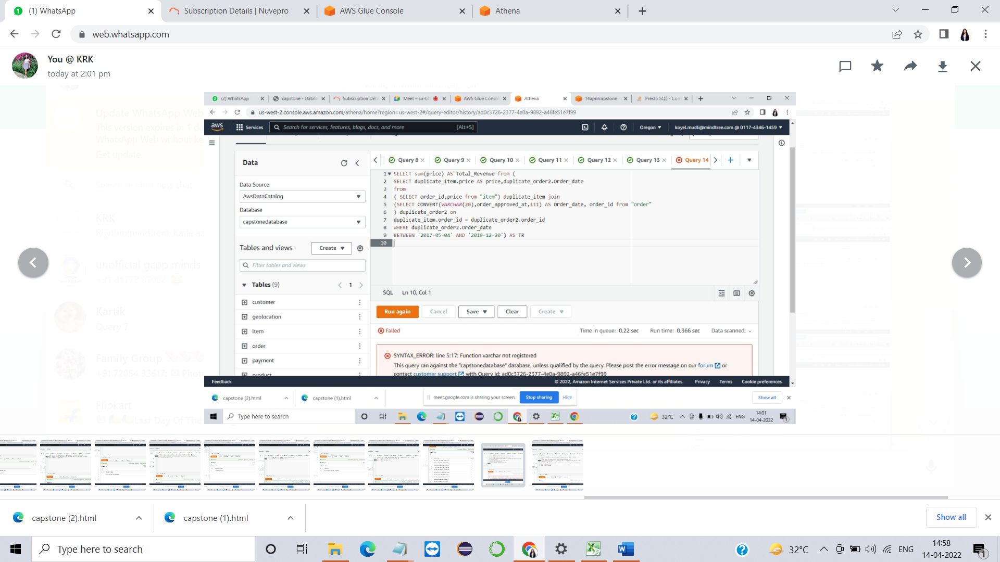 (1) WhatsApp
Subscription Details | Nuvepro
AWS Glue Console
Athena
web.whatsapp.com
You @ KRK
today at 2:01 pm
Update WhatsApp Web
This version expires in 1 da
WhatsApp Web without ke
Get update
Search or start new chat
KRK
Rhythm(mindtree): Karle aa
unofficial gcpp minds
+91 81778 07082:
Kartik
Query 7
Family Group
+91 72054 33617: Photo
Flipkart
Last Day Of The
(2) WhatsApp
capstone - Datab
Subscription Deta
Meet – sir-bt
AWS Glue Consol
Athena
14aprilcapstone
Presto SQL - Con
us-west-2.console.aws.amazon.com/athena/home?region=us-west-2#/query-editor/history/ad0c3726-2377-4e0a-9892-a46fe51e7f99
aws
Services
Search for services, features, blogs, docs, and more
[Alt+S]
Oregon
koyel.mudli@mindtree.com @ 0117-4346-1459
Data
Data Source
AwsDataCatalog
Database
capstonedatabase
Tables and views
Create
Filter tables and views
Tables (9)
1
customer
geolocation
item
order
payment
product
Query 8
Query 9
Query 10
Query 11
Query 12
Query 13
Query 14
1 SELECT sum(price) AS Total_Revenue from (
2 SELECT duplicate_item.price AS price,duplicate_order2.Order_date
3 from
4 ( SELECT order_id,price from "item") duplicate_item join
5 (SELECT CONVERT(VARCHAR(20),order_approved_at,111) AS Order_date, order_id from "order"
6 ) duplicate_order2 on
7 duplicate_item.order_id = duplicate_order2.order_id
8 WHERE duplicate_order2.Order_date
9 BETWEEN '2017-05-04' AND '2019-12-30') AS TR
10
SQL Ln 10, Col 1
Run again
Cancel
Save
Clear
Create
Failed
Time in queue: 0.22 sec
Run time: 0.366 sec
Data scanned: -
SYNTAX_ERROR: line 5:17: Function varchar not registered
This query ran against the "capstonedatabase" database, unless qualified by the query. Please post the error message on our forum or
contact customer support with Query Id: ad0c3726-2377-4e0a-9892-a46fe51e7f99
Feedback
© 2022, Amazon Internet Services Private Ltd. or its affiliates.
Privacy
Terms
Cookie preferences
capstone (2).html
capstone (1).html
meet.google.com is sharing your screen.
Stop sharing
Hide
Show all
Type here to search
32°C
ENG
14:01
14-04-2022
1
capstone (2).html
capstone (1).html
Show all
Type here to search
32°C
ENG
14:58
14-04-2022
1